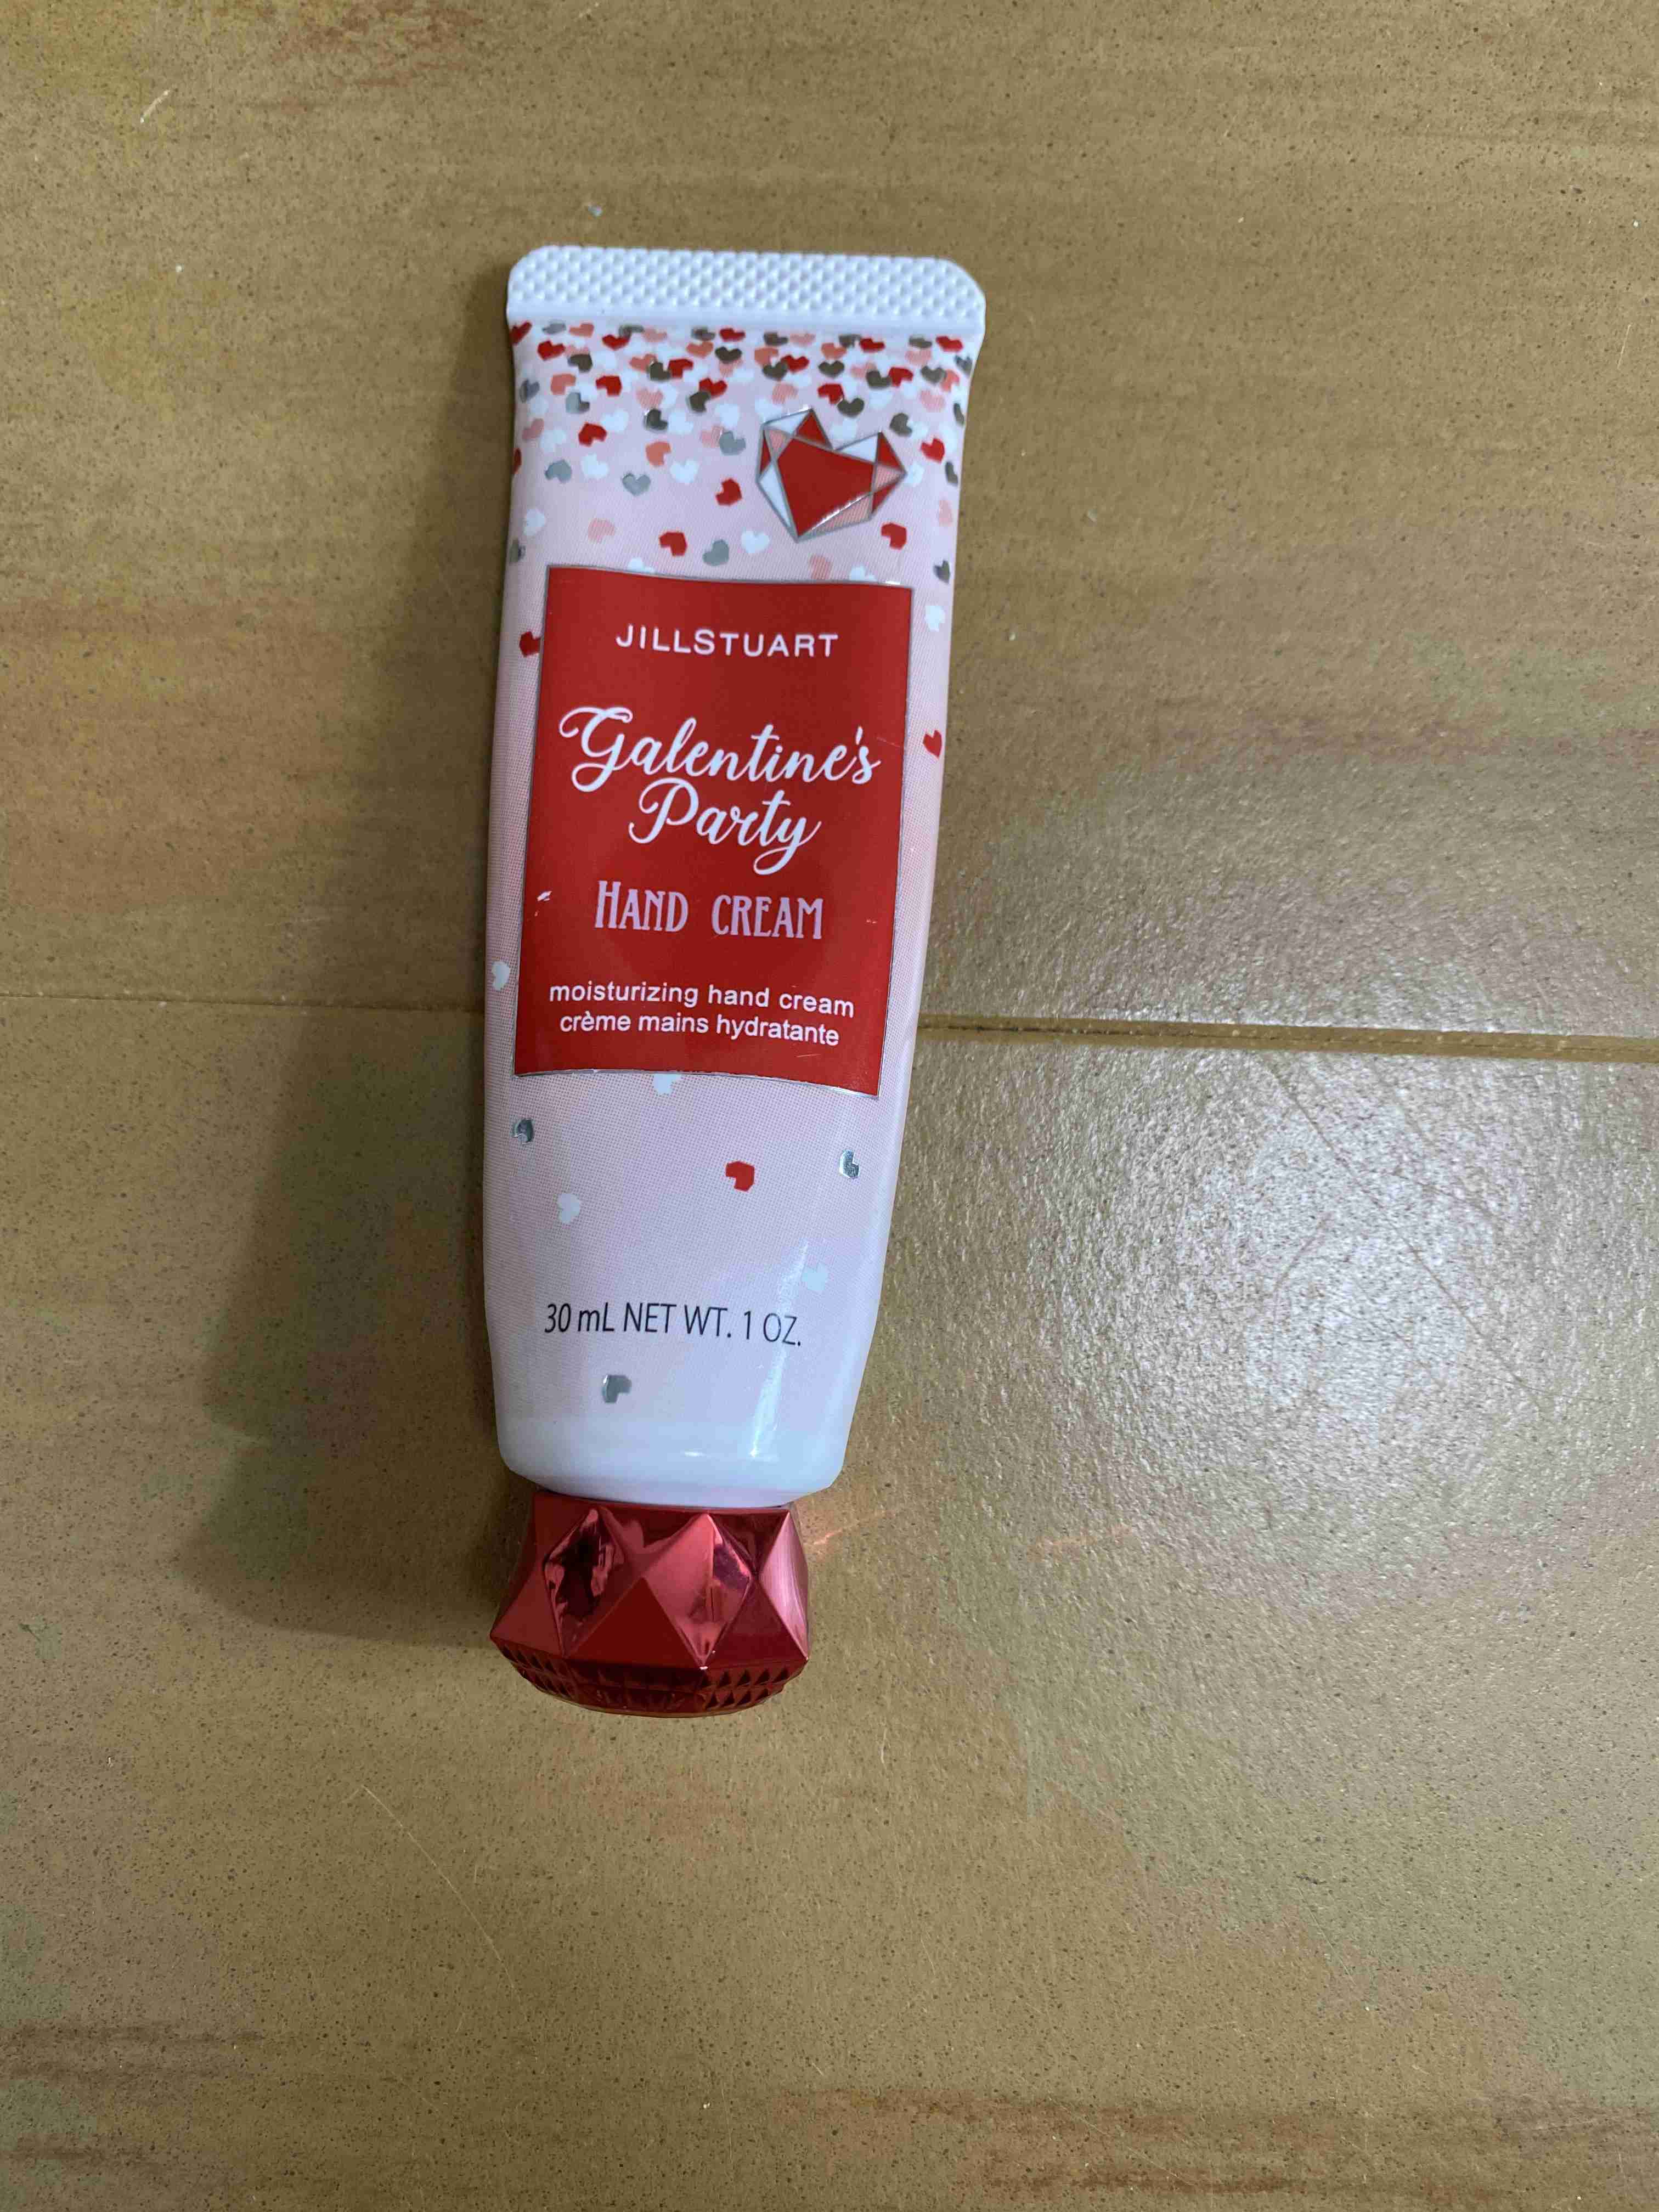 JILLSTUART
Galentine's
Party
HAND CREAM
moisturizing hand cream
crème mains hydratante
30 mL NET WT. 1 OZ.